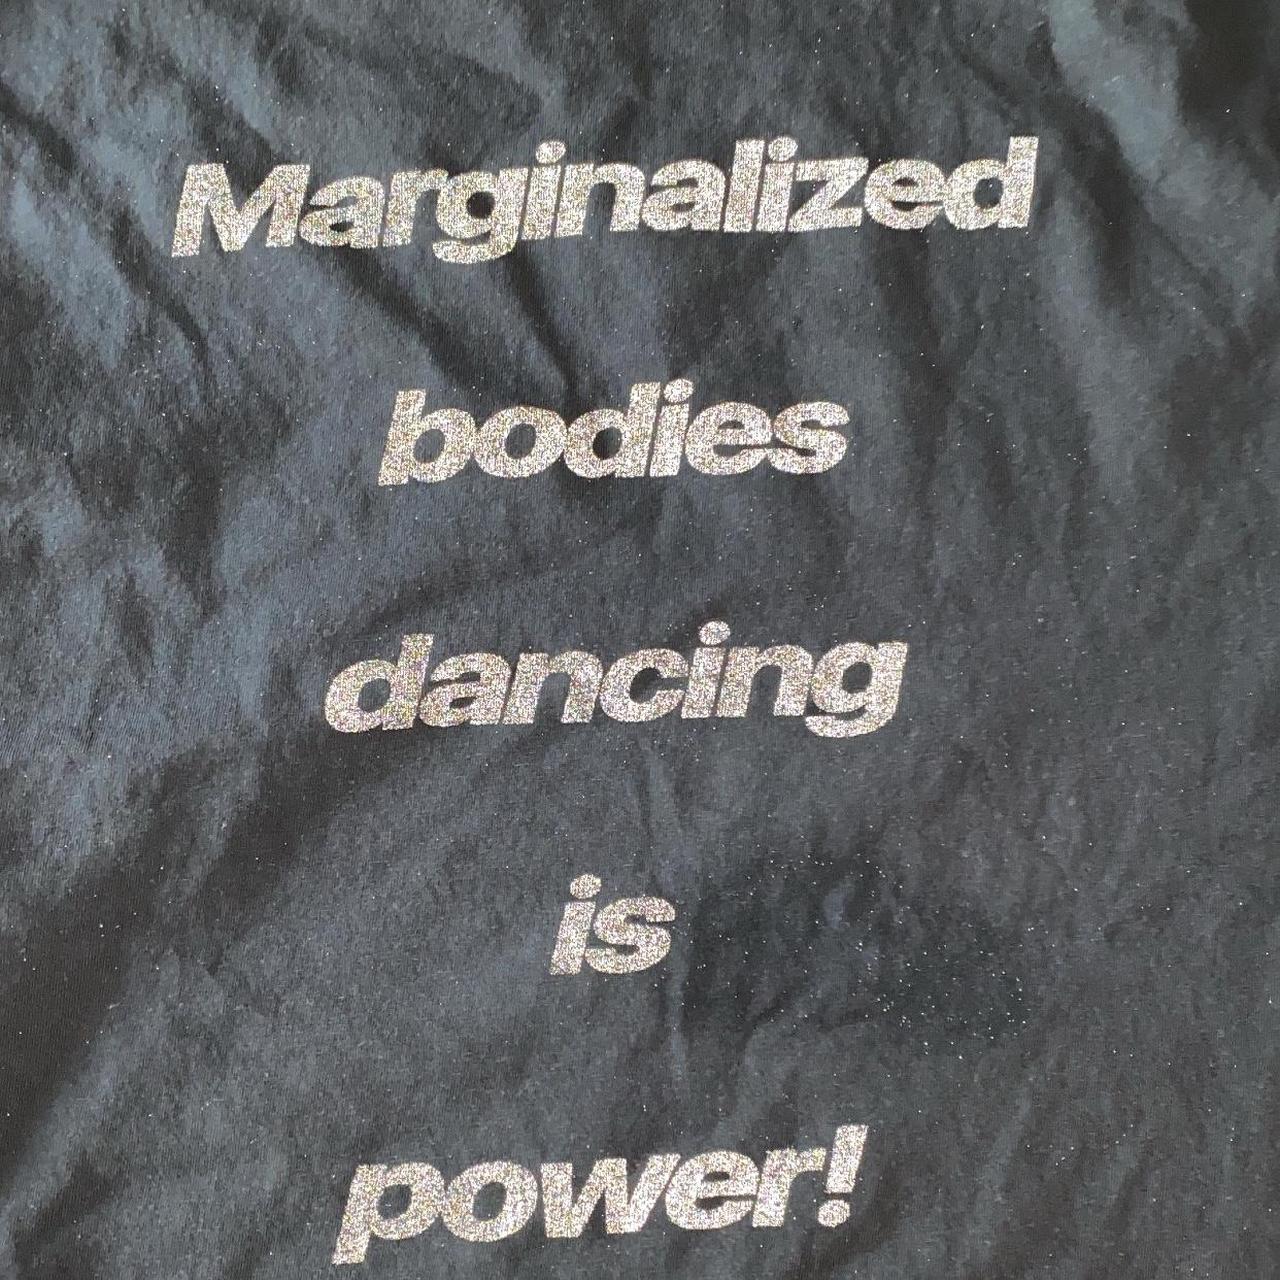 Marginalized
bodies
dancing
is
power!